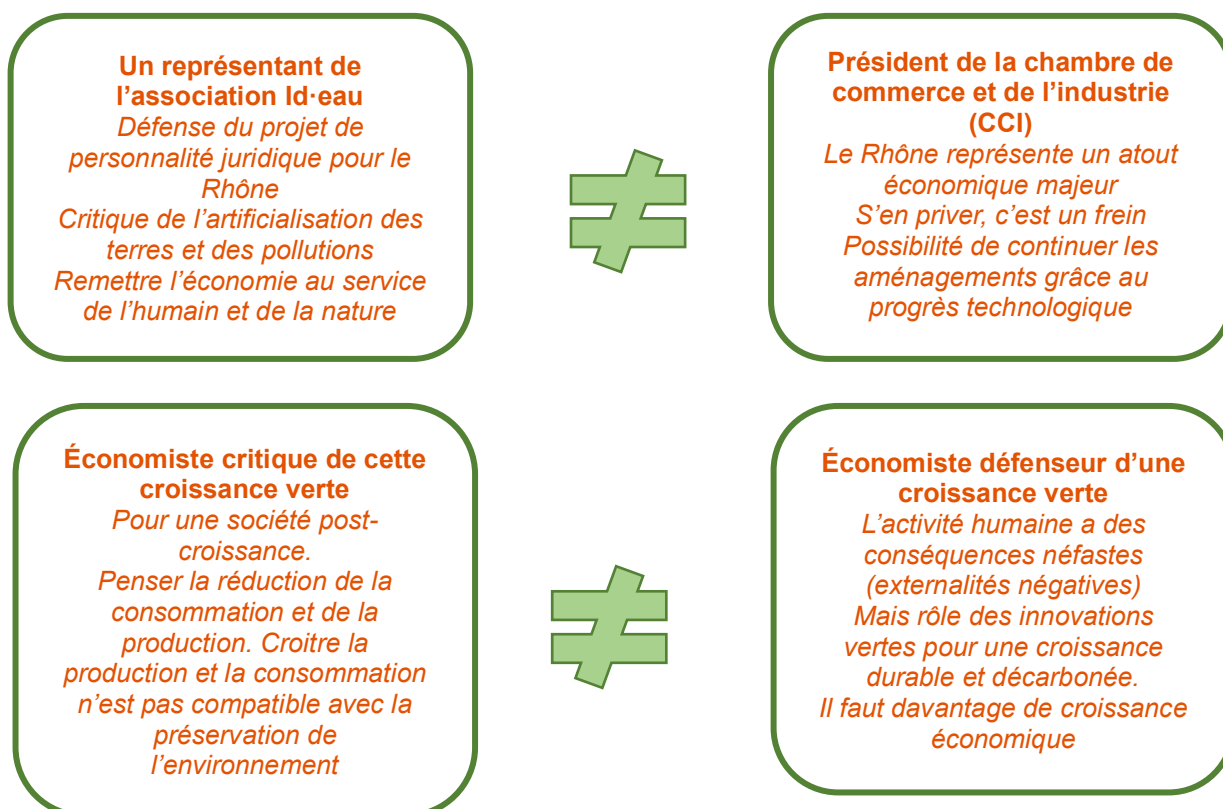 Un représentant de
l’association Id·eau
Défense du projet de
personnalité juridique pour le
Rhône
Critique de l’artificialisation des
terres et des pollutions
Remettre l’économie au service
de l’humain et de la nature
Président de la chambre de
commerce et de l’industrie
(CCI)
Le Rhône représente un atout
économique majeur
S’en priver, c’est un frein
Possibilité de continuer les
aménagements grâce au
progrès technologique
Économiste critique de cette
croissance verte
Pour une société post-
croissance.
Penser la réduction de la
consommation et de la
production. Croitre la
production et la consommation
n’est pas compatible avec la
préservation de
l’environnement
Économiste défenseur d’une
croissance verte
L’activité humaine a des
conséquences néfastes
(externalités négatives)
Mais rôle des innovations
vertes pour une croissance
durable et décarbonée.
Il faut davantage de croissance
économique